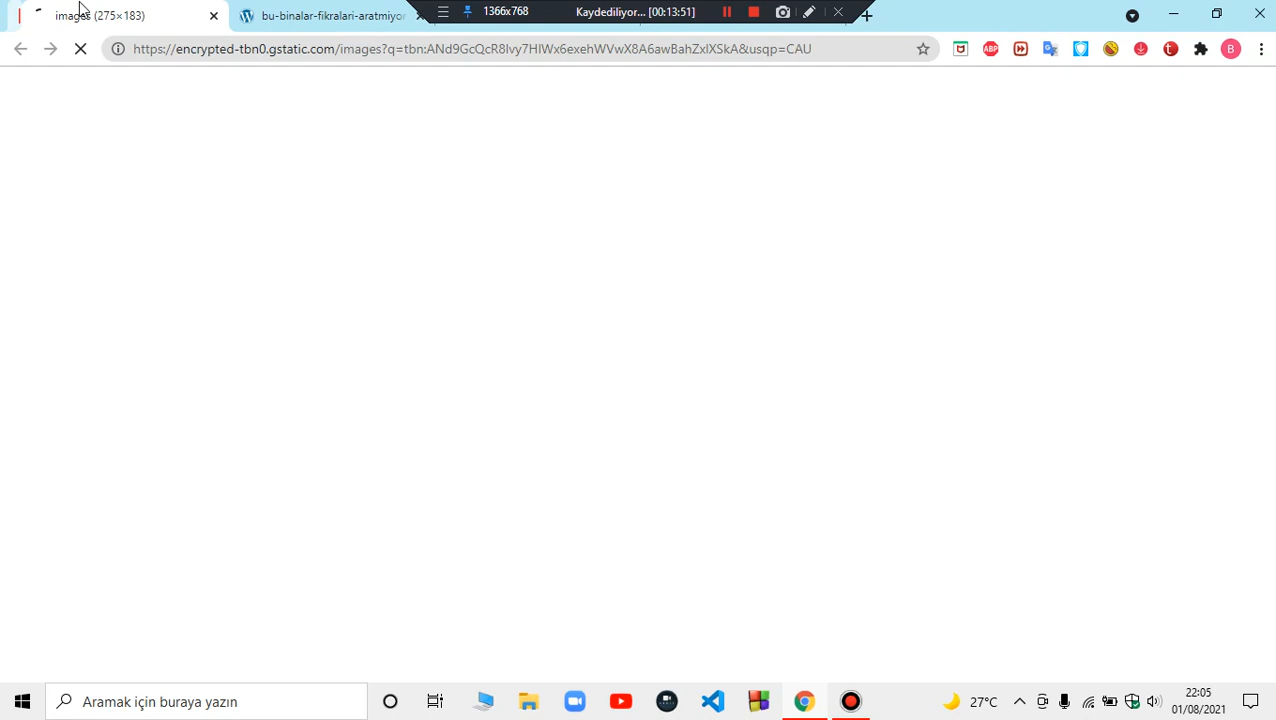 images (275×183)
bu-binalar-fikralari-aratmiyor
1366x768
Kaydediliyor... [00:13:51]
https://encrypted-tbn0.gstatic.com/images?q=tbn:ANd9GcQcR8Ivy7HIWx6exehWVwX8A6awBahZxlXSkA&usqp=CAU
ABP
t
B
Aramak için buraya yazın
27°C
22:05
01/08/2021